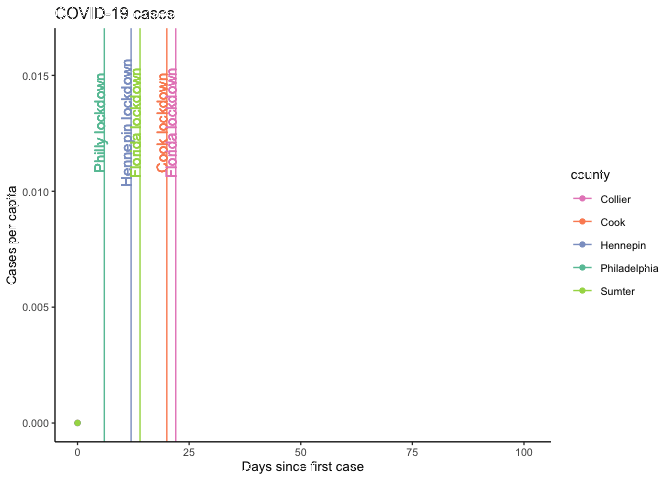 COVID-19 cases
0.015
0.010
0.005
0.000
Cases per capita
Philly lockdown
Hennepin lockdown
Florida lockdown
Cook lockdown
Florida lockdown
0
25
50
75
100
Days since first case
county
Collier
Cook
Hennepin
Philadelphia
Sumter